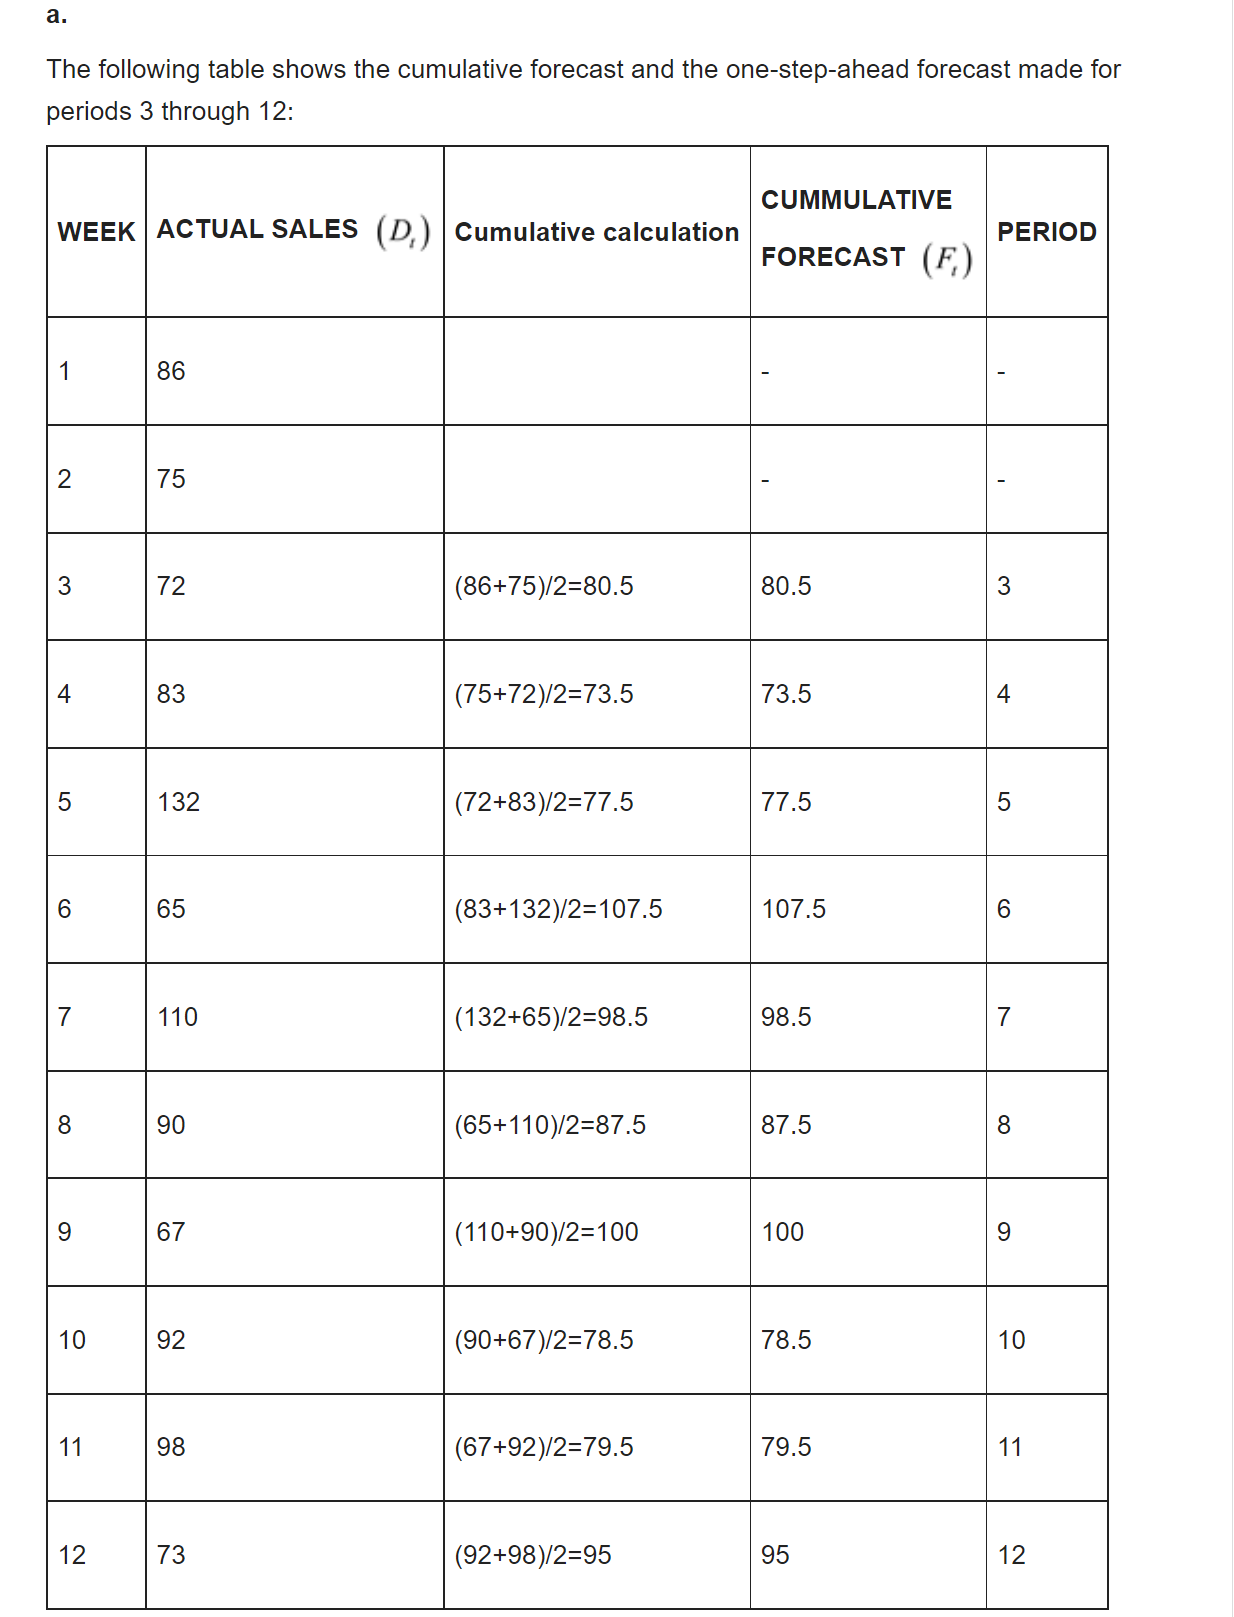 a.
The following table shows the cumulative forecast and the one-step-ahead forecast made for
periods 3 through 12:
WEEK ACTUAL SALES (D_t) Cumulative calculation CUMMULATIVE FORECAST (F_t) PERIOD
1 86 - -
2 75 - -
3 72 (86+75)/2=80.5 80.5 3
4 83 (75+72)/2=73.5 73.5 4
5 132 (72+83)/2=77.5 77.5 5
6 65 (83+132)/2=107.5 107.5 6
7 110 (132+65)/2=98.5 98.5 7
8 90 (65+110)/2=87.5 87.5 8
9 67 (110+90)/2=100 100 9
10 92 (90+67)/2=78.5 78.5 10
11 98 (67+92)/2=79.5 79.5 11
12 73 (92+98)/2=95 95 12